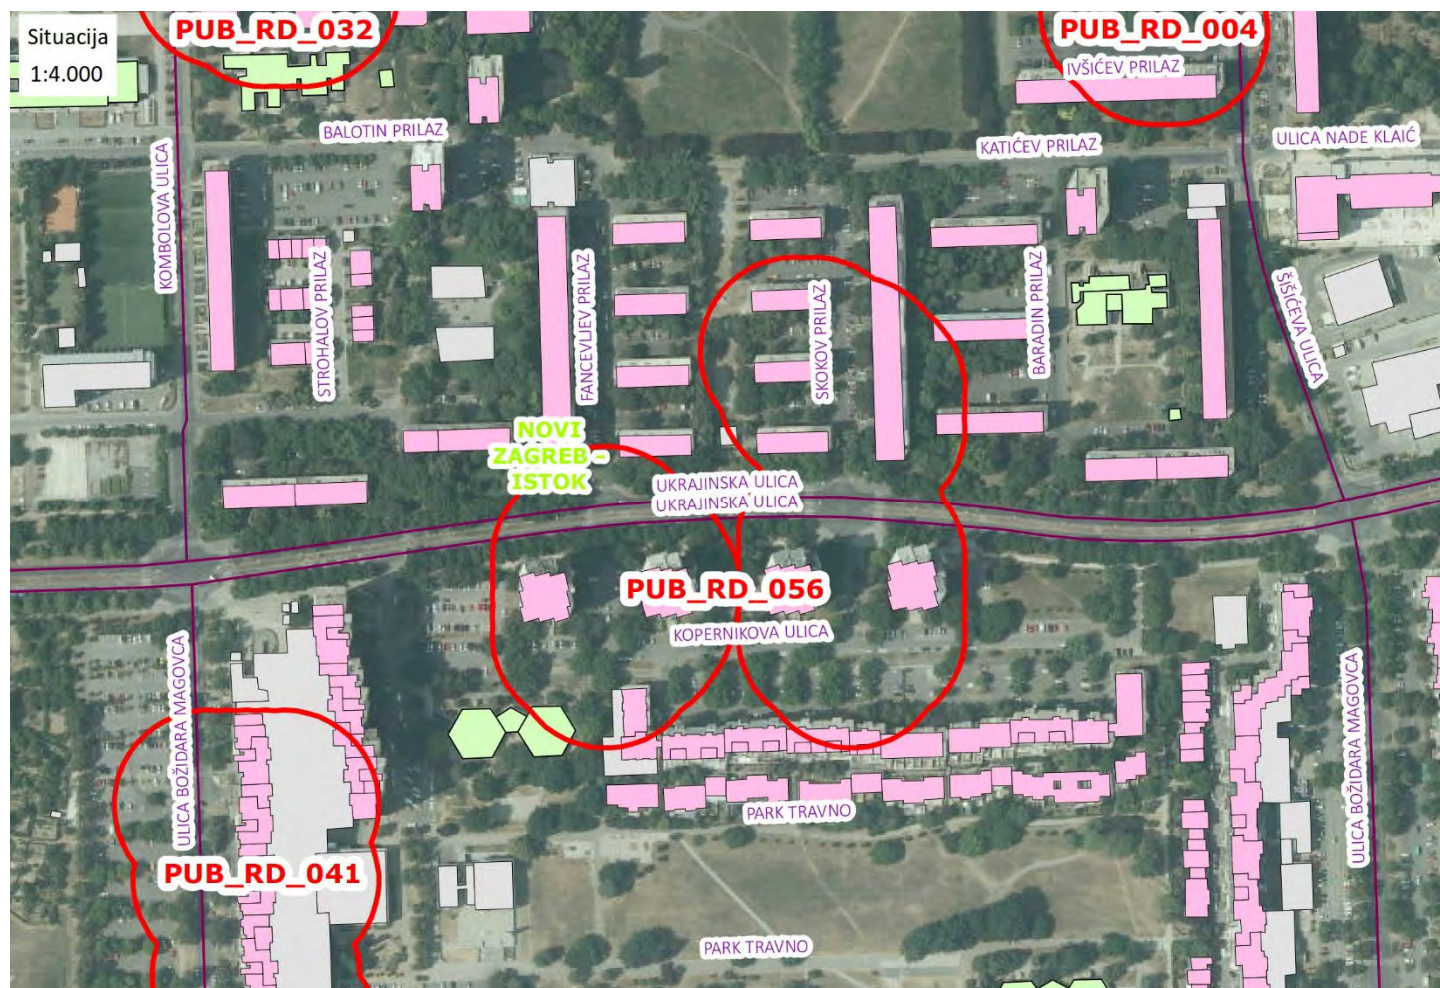 Situacija
1:4.000
PUB_RD_032
PUB_RD_004
IVŠIĆEV PRILAZ
BALOTIN PRILAZ
KATIĆEV PRILAZ
ULICA NADE KLAIĆ
KOMBOLOVA ULICA
STROHALOV PRILAZ
FANCEVLJEV PRILAZ
SKOKOV PRILAZ
BARADIN PRILAZ
ŠIŠIĆEVA ULICA
NOVI
ZAGREB -
ISTOK
UKRAJINSKA ULICA
UKRAJINSKA ULICA
PUB_RD_056
KOPERNIKOVA ULICA
ULICA BOŽIDARA MAGOVCA
ULICA BOŽIDARA MAGOVCA
PARK TRAVNO
PUB_RD_041
PARK TRAVNO